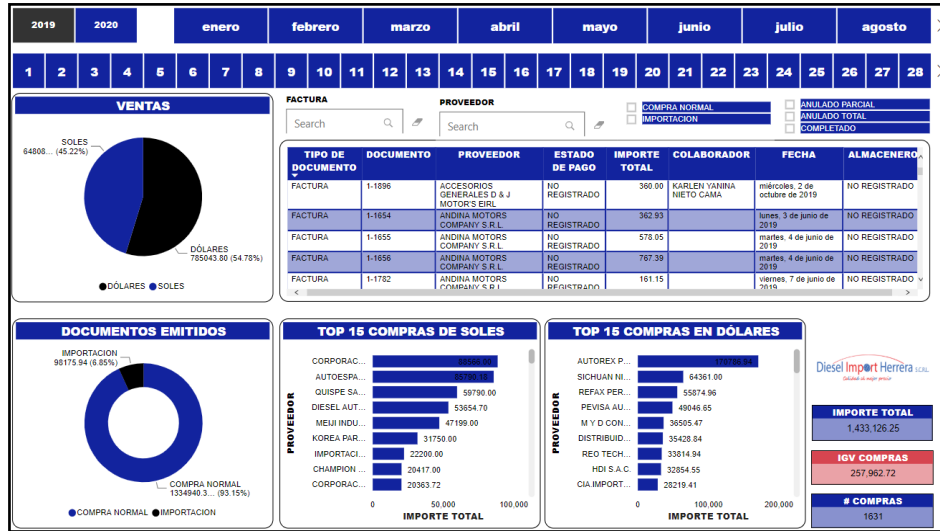 2019 2020 enero febrero marzo abril mayo junio julio agosto
1 2 3 4 5 6 7 8 9 10 11 12 13 14 15 16 17 18 19 20 21 22 23 24 25 26 27 28
VENTAS
SOLES
64808... (45.22%)
DÓLARES
785043.80 (54.78%)
DÓLARES SOLES
FACTURA
Search
PROVEEDOR
Search
COMPRA NORMAL
IMPORTACION
ANULADO PARCIAL
ANULADO TOTAL
COMPLETADO
TIPO DE DOCUMENTO DOCUMENTO PROVEEDOR ESTADO DE PAGO IMPORTE TOTAL COLABORADOR FECHA ALMACENERO
FACTURA 1-1896 ACCESORIOS GENERALES D & J MOTOR'S EIRL NO REGISTRADO 360.00 KARLEN YANINA NIETO CAMA miércoles, 2 de octubre de 2019 NO REGISTRADO
FACTURA 1-1654 ANDINA MOTORS COMPANY S.R.L. NO REGISTRADO 362.93 lunes, 3 de junio de 2019 NO REGISTRADO
FACTURA 1-1655 ANDINA MOTORS COMPANY S.R.L. NO REGISTRADO 578.05 martes, 4 de junio de 2019 NO REGISTRADO
FACTURA 1-1656 ANDINA MOTORS COMPANY S.R.L. NO REGISTRADO 767.39 martes, 4 de junio de 2019 NO REGISTRADO
FACTURA 1-1782 ANDINA MOTORS COMPANY S.R.L. NO REGISTRADO 161.15 viernes, 7 de junio de 2019 NO REGISTRADO
DOCUMENTOS EMITIDOS
IMPORTACION
98175.94 (6.85%)
COMPRA NORMAL
1334940.3... (93.15%)
COMPRA NORMAL IMPORTACION
TOP 15 COMPRAS DE SOLES
PROVEEDOR
CORPORAC... 88566.00
AUTOESPA... 85780.18
QUISPE SA... 59790.00
DIESEL AUT... 53654.70
MEIJI INDU... 47199.00
KOREA PAR... 31750.00
IMPORTACI... 22200.00
CHAMPION ... 20417.00
CORPORAC... 20363.72
0 50,000 100,000
IMPORTE TOTAL
TOP 15 COMPRAS EN DÓLARES
PROVEEDOR
AUTOREX P... 170786.94
SICHUAN NI... 64361.00
REFAX PER... 55874.96
PEVISA AU... 49046.65
M Y D CON... 36505.47
DISTRIBUID... 35428.84
REO TECH... 33814.94
HDI S.A.C. 32854.55
CIA.IMPORT... 28219.41
0 100,000 200,000
IMPORTE TOTAL
Diesel Import Herrera S.C.R.L.
Calidad al mejor precio
IMPORTE TOTAL
1,433,126.25
IGV COMPRAS
257,962.72
# COMPRAS
1631